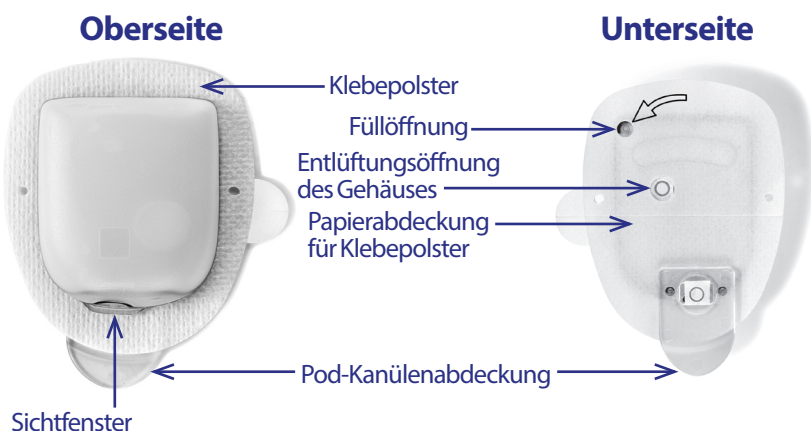 Oberseite
Unterseite
Klebepolster
Füllöffnung
Entlüftungsöffnung
des Gehäuses
Papierabdeckung
für Klebepolster
Pod-Kanülenabdeckung
Sichtfenster